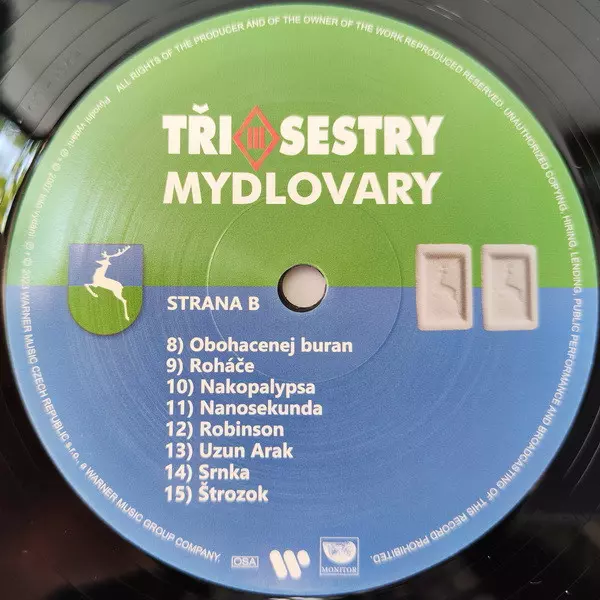 ALL RIGHTS OF THE PRODUCER AND OF THE OWNER OF THE WORK REPRODUCED RESERVED. UNAUTHORIZED COPYING, HIRING, LENDING, PUBLIC PERFORMANCE AND BROADCASTING OF THIS RECORD PROHIBITED.
TŘI III SESTRY
MYDLOVARY
STRANA B
8) Obohacenej buran
9) Roháče
10) Nakopalypsa
11) Nanosekunda
12) Robinson
13) Uzun Arak
14) Srnka
15) Štrozok
OSA
MONITOR
WARNER MUSIC CZECH REPUBLIC s.r.o., a WARNER MUSIC GROUP COMPANY.